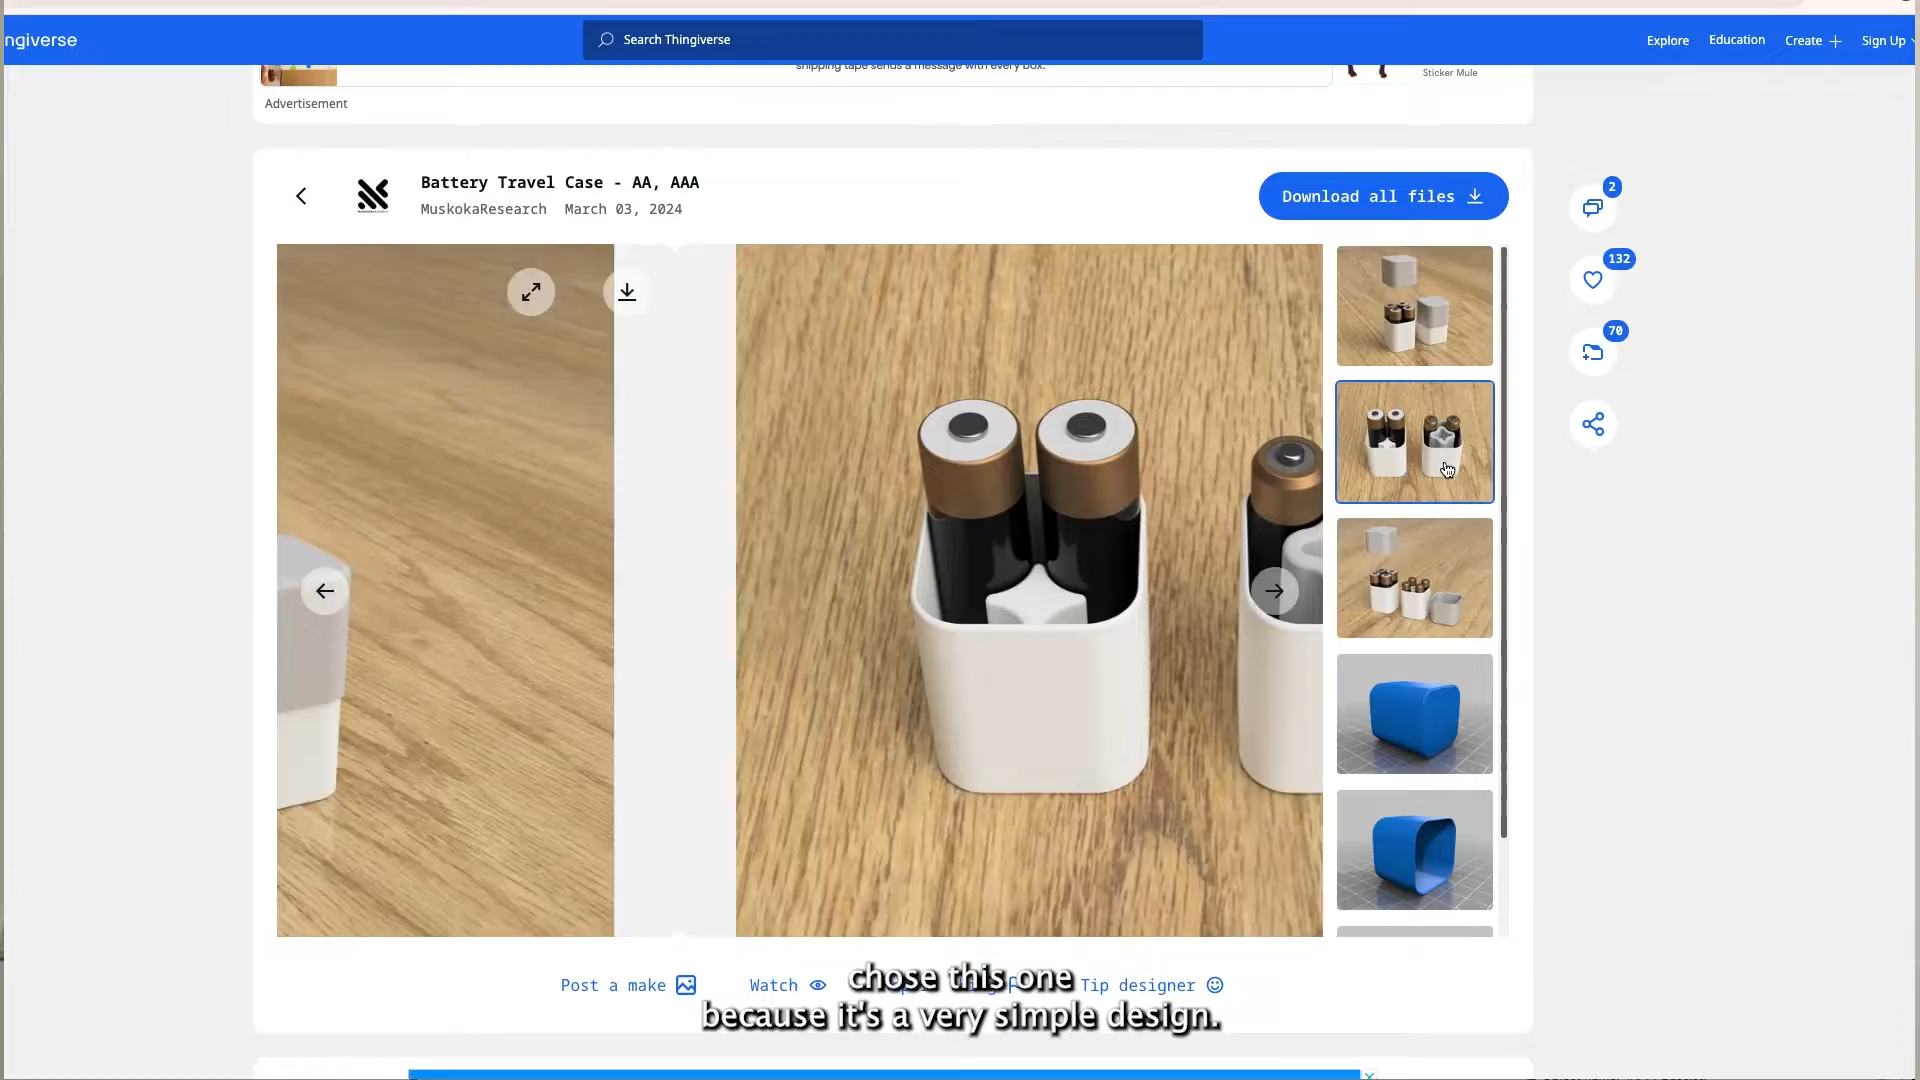 ngiverse
Search Thingiverse
Explore
Education
Create
Sign Up
shipping tape sends a message with every box.
Sticker Mule
Advertisement
Battery Travel Case - AA, AAA
MuskokaResearch March 03, 2024
Download all files
2
132
70
Post a make
Watch
Tip designer
chose this one
because it's a very simple design.